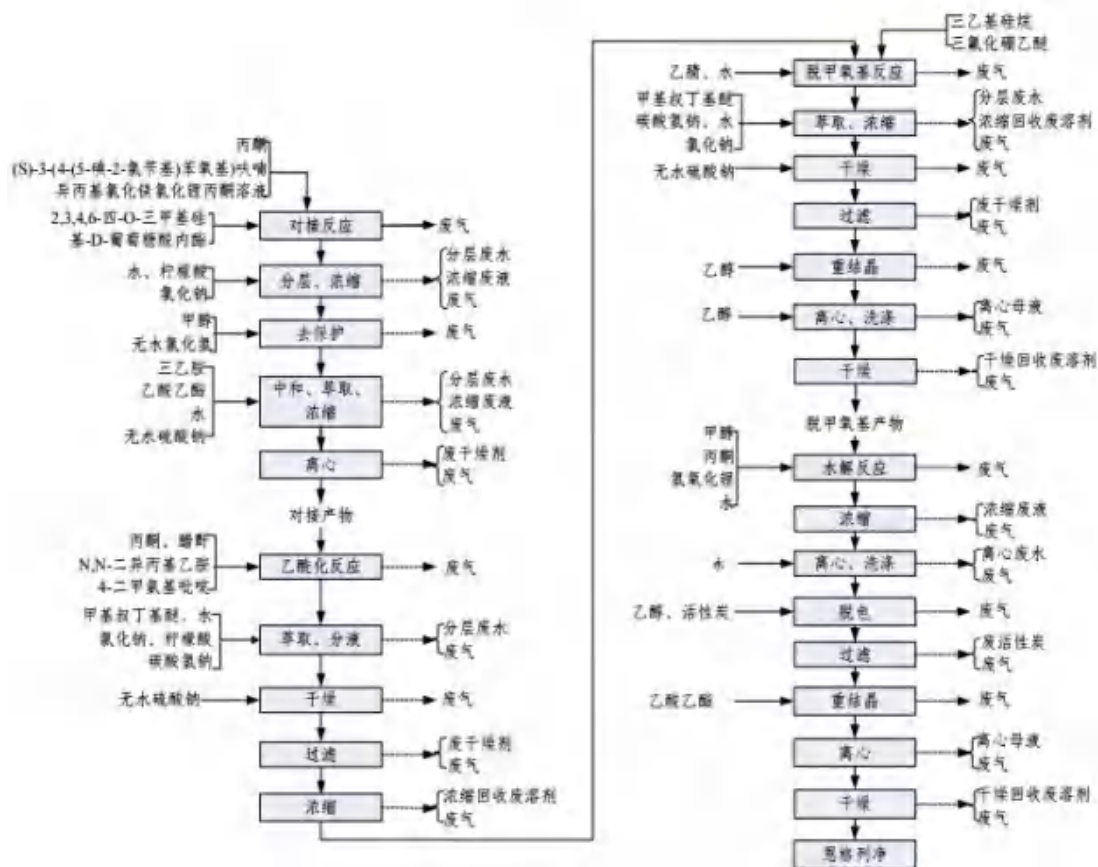 丙酮
(S)-3-(4-(5-碘-2-氯苄基)苯氧基)呋喃
异丙基氯化镁氯化锂丙酮溶液
2,3,4,6-四-O-三甲基硅
基-D-葡萄糖酸内酯
对接反应
废气
水、柠檬酸
氯化钠
分层、浓缩
分层废水
浓缩废液
废气
甲醇
无水氯化氢
去保护
废气
三乙胺
乙酸乙酯
水
无水硫酸钠
中和、萃取、
浓缩
分层废水
浓缩废液
废气
离心
废干燥剂
废气
对接产物
丙酮、醋酐
N,N-二异丙基乙胺
4-二甲氨基吡啶
乙酸化反应
废气
甲基叔丁基醚、水
氯化钠、柠檬酸
碳酸氢钠
萃取、分液
分层废水
废气
无水硫酸钠
干燥
废气
过滤
废干燥剂
废气
浓缩
浓缩回收废溶剂
废气
三乙基硅烷
三氟化硼乙醚
乙腈、水
脱甲氧基反应
废气
甲基叔丁基醚
碳酸氢钠、水
氯化钠
萃取、浓缩
分层废水
浓缩回收废溶剂
废气
无水硫酸钠
干燥
废气
过滤
废干燥剂
废气
乙醇
重结晶
废气
乙醇
离心、洗涤
离心母液
废气
干燥
干燥回收废溶剂
废气
脱甲氧基产物
甲醇
丙酮
氢氧化锂
水
水解反应
废气
浓缩
浓缩废液
废气
水
离心、洗涤
离心废水
废气
乙醇、活性炭
脱色
废气
过滤
废活性炭
废气
乙酸乙酯
重结晶
废气
离心
离心母液
废气
干燥
干燥回收废溶剂
废气
恩格列净